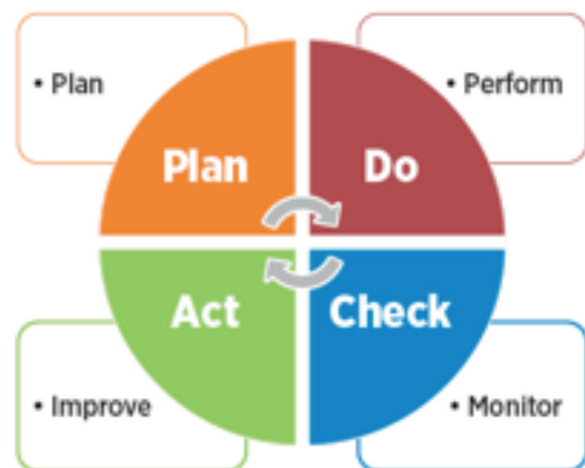 • Plan
• Perform
Plan
Do
Act
Check
• Improve
• Monitor